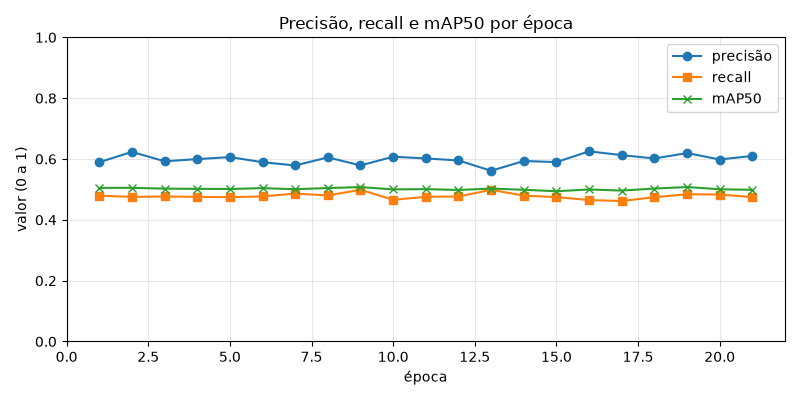 Precisão, recall e mAP50 por época
precisão
recall
mAP50
valor (0 a 1)
1.0
0.8
0.6
0.4
0.2
0.0
0.0 2.5 5.0 7.5 10.0 12.5 15.0 17.5 20.0
época